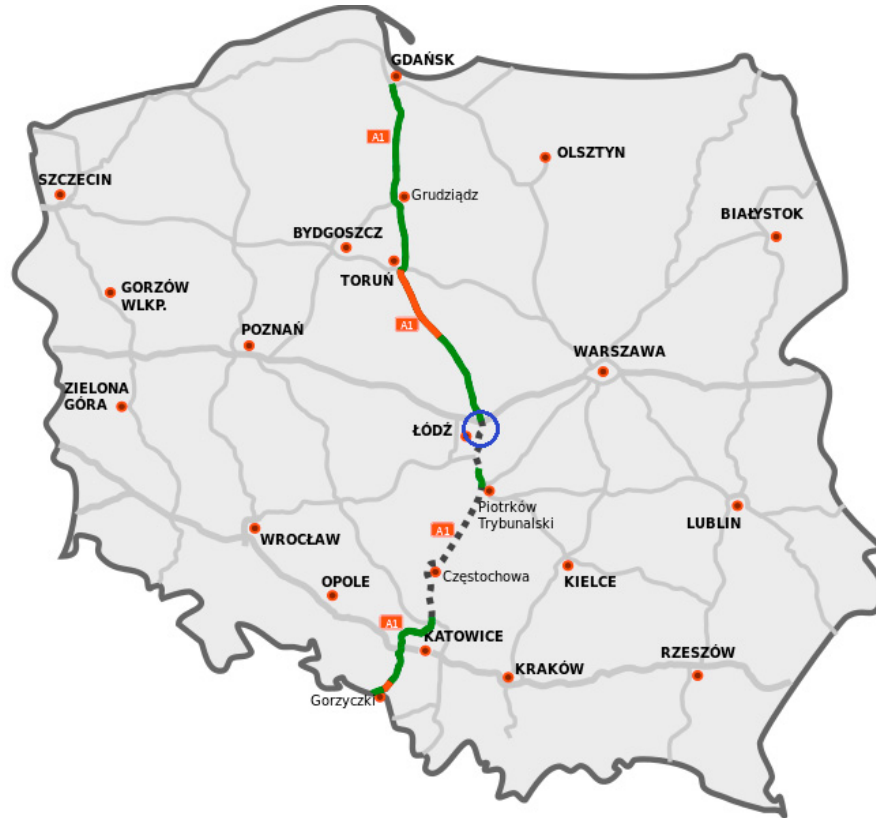 GDAŃSK
A1
OLSZTYN
SZCZECIN
Grudziądz
BIAŁYSTOK
BYDGOSZCZ
TORUŃ
GORZÓW
WLKP.
A1
POZNAŃ
WARSZAWA
ZIELONA
GÓRA
ŁÓDŹ
Piotrków
Trybunalski
LUBLIN
A1
WROCŁAW
Częstochowa
KIELCE
OPOLE
A1
KATOWICE
RZESZÓW
KRAKÓW
Gorzyczki